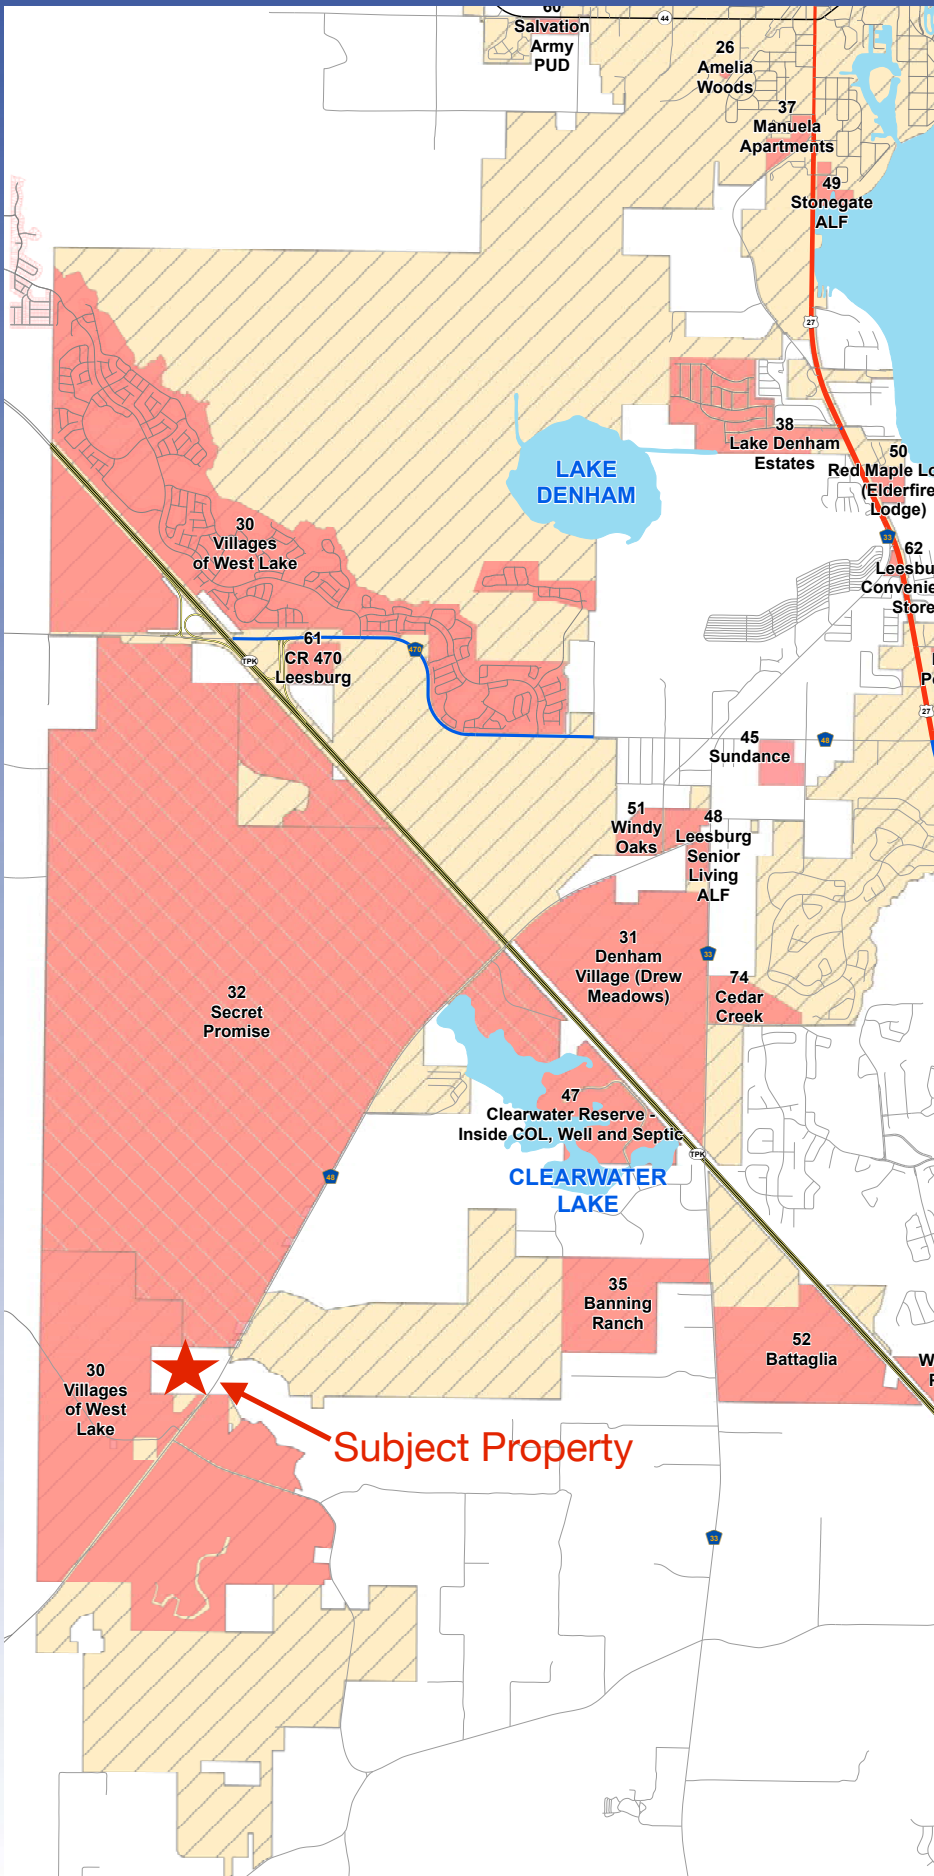 60
Salvation
Army
PUD
44
26
Amelia
Woods
37
Manuela
Apartments
49
Stonegate
ALF
27
38
Lake Denham
Estates
50
Red Maple Lo
(Elderfire
Lodge)
LAKE
DENHAM
33
62
Leesbu
Convenie
Store
30
Villages
of West Lake
61
CR 470
Leesburg
470
TPK
27
45
Sundance
48
51
Windy
Oaks
48
Leesburg
Senior
Living
ALF
31
Denham
Village (Drew
Meadows)
33
74
Cedar
Creek
32
Secret
Promise
47
Clearwater Reserve -
Inside COL, Well and Septic
TPK
CLEARWATER
LAKE
48
35
Banning
Ranch
52
Battaglia
30
Villages
of West
Lake
Subject Property
33